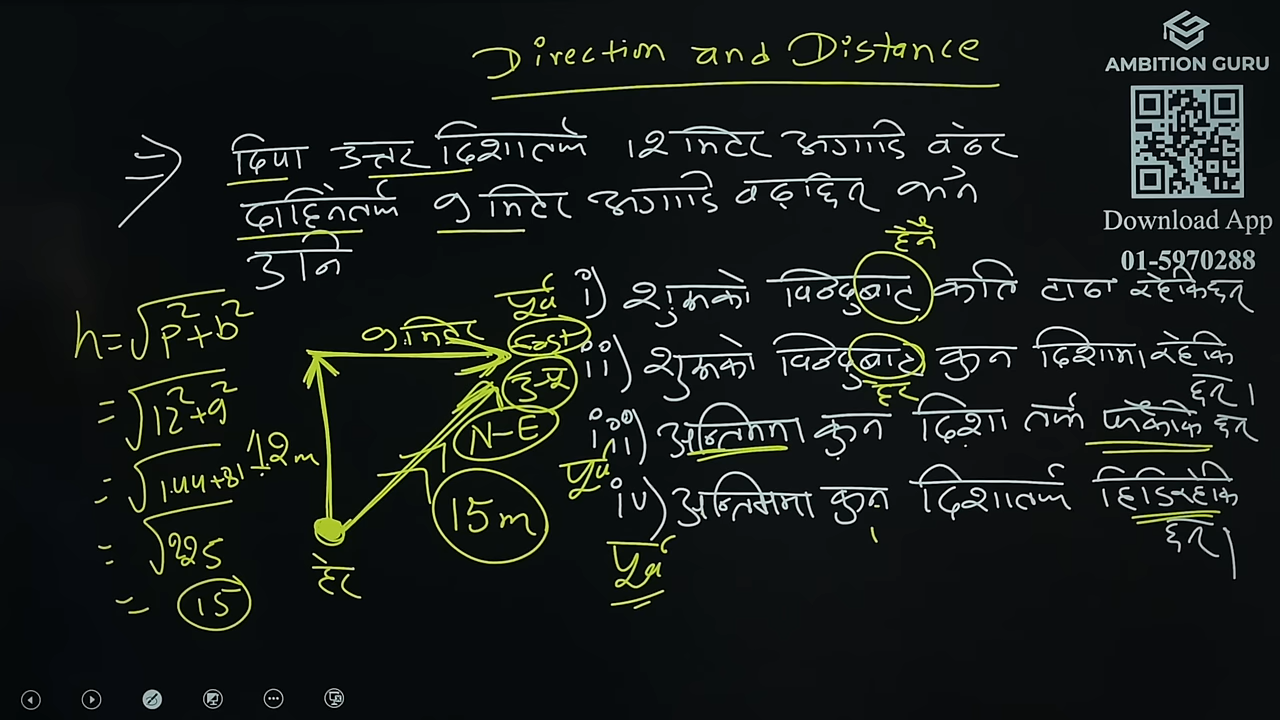 Direction and Distance
AMBITION GURU
Download App
01-5970288
=> दिपा उत्तर दिशातर्फ 12 मिटर अगाडि बढेर
दाहिनेतर्फ 9 मिटर अगाडि बढ्छिन् भने
उनि
हेर्ने
i) शुरूको विन्दुबाट कति टाढा रहेकिछन्
ii) शुरूको विन्दुबाट कुन दिशामा रहेकि
छन् ।
हेर
iii) अन्तिममा कुन दिशा तर्फ फर्केकि छन्
पूर्व
iv) अन्तिममा कुन दिशातर्फ हिडिरहेकि
छन् ।
पूर्व
h = √p²+b²
= √12²+9²
= √144+81
= √225
= 15
9 मिटर
पूर्व
East
उ-पू
N-E
12m
15m
हेर